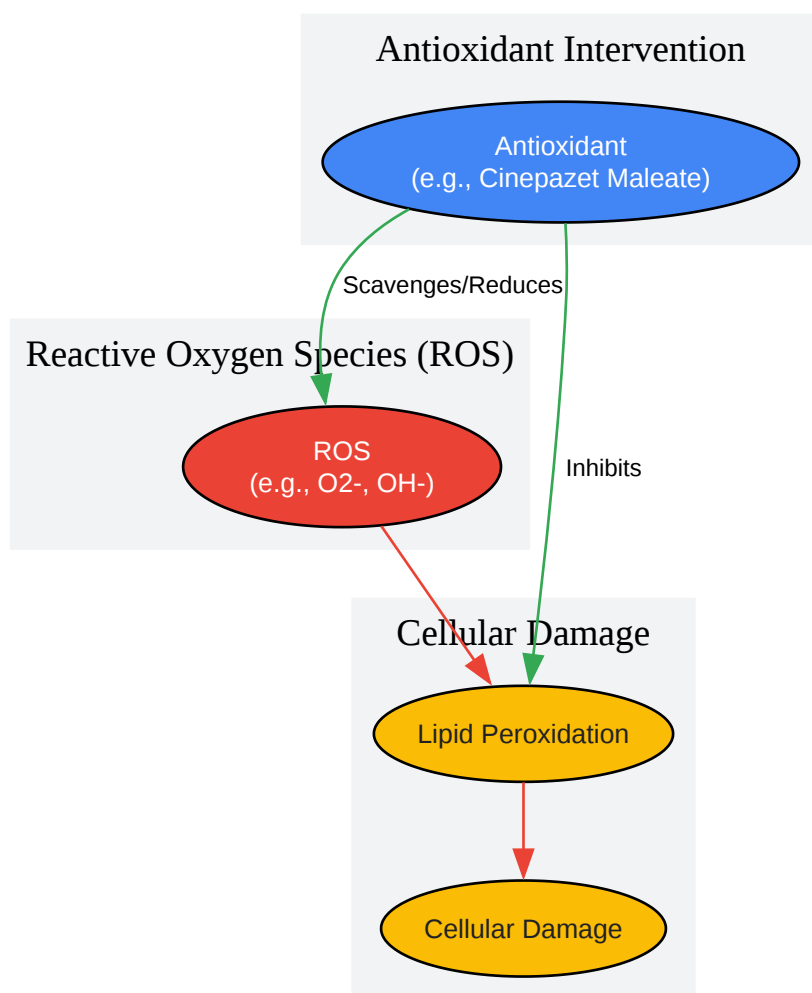 Antioxidant Intervention
Antioxidant
(e.g., Cinepazet Maleate)
Scavenges/Reduces
Reactive Oxygen Species (ROS)
ROS
(e.g., O2-, OH-)
Inhibits
Cellular Damage
Lipid Peroxidation
Cellular Damage